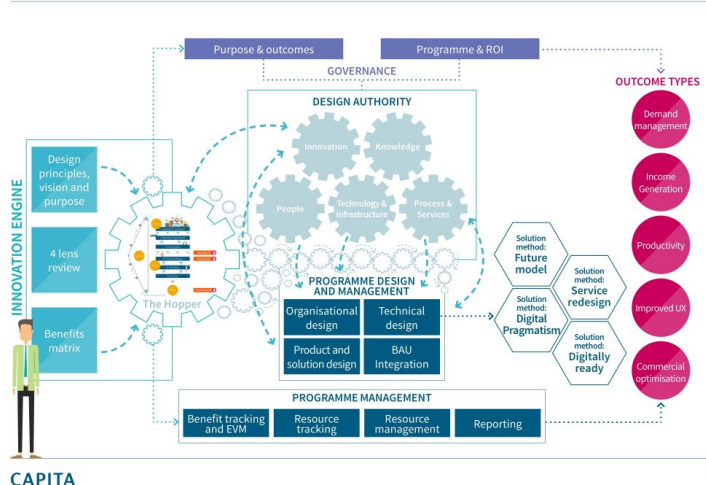 Purpose & outcomes
Programme & ROI
GOVERNANCE
OUTCOME TYPES
DESIGN AUTHORITY
Innovation
Knowledge
People
Technology &
Infrastructure
Process &
Services
INNOVATION ENGINE
Design
principles,
vision and
purpose
4 lens
review
Benefits
matrix
The Hopper
PROGRAMME DESIGN
AND MANAGEMENT
Organisational
design
Technical
design
Product and
solution design
BAU
Integration
Solution
method:
Future
model
Solution
method:
Service
redesign
Solution
method:
Digital
Pragmatism
Solution
method:
Digitally
ready
Demand
management
Income
Generation
Productivity
Improved UX
Commercial
optimisation
PROGRAMME MANAGEMENT
Benefit tracking
and EVM
Resource
tracking
Resource
management
Reporting
CAPITA